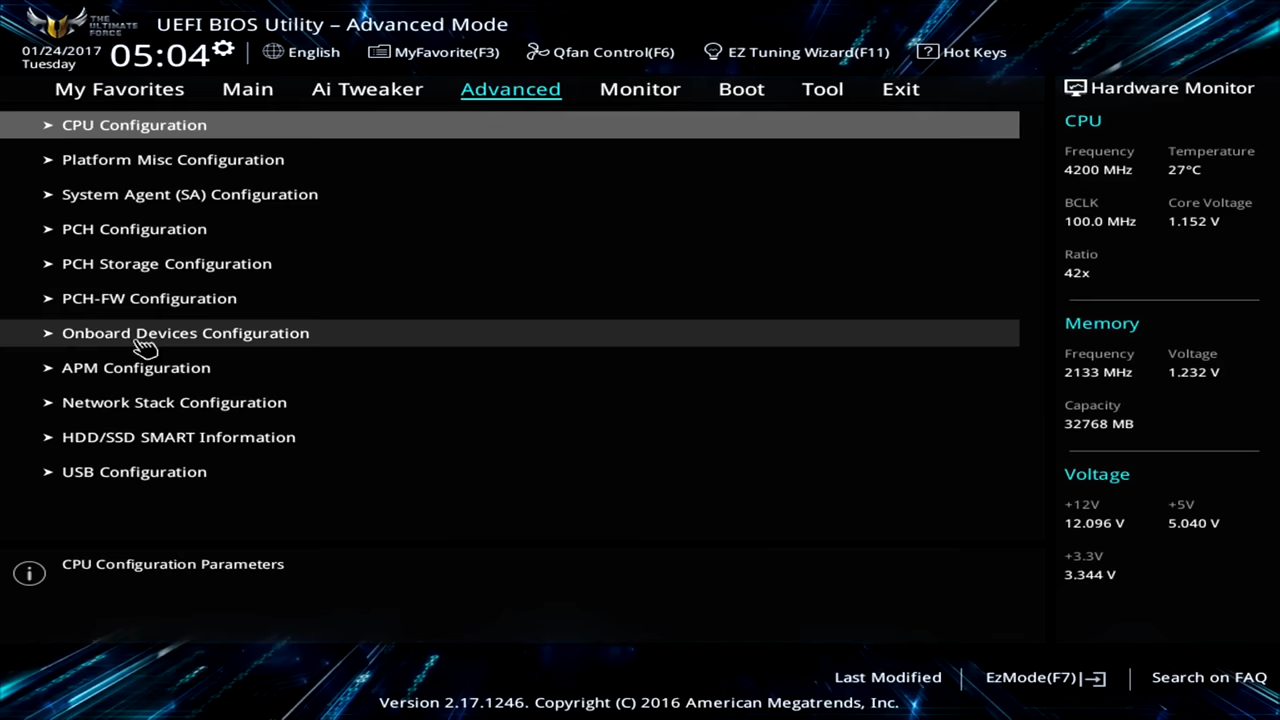 THE ULTIMATE FORCE
UEFI BIOS Utility – Advanced Mode
01/24/2017
Tuesday
05:04
English
MyFavorite(F3)
Qfan Control(F6)
EZ Tuning Wizard(F11)
? Hot Keys
My Favorites Main Ai Tweaker Advanced Monitor Boot Tool Exit
➤ CPU Configuration
➤ Platform Misc Configuration
➤ System Agent (SA) Configuration
➤ PCH Configuration
➤ PCH Storage Configuration
➤ PCH-FW Configuration
➤ Onboard Devices Configuration
➤ APM Configuration
➤ Network Stack Configuration
➤ HDD/SSD SMART Information
➤ USB Configuration
i CPU Configuration Parameters
Hardware Monitor
CPU
Frequency Temperature
4200 MHz 27°C
BCLK Core Voltage
100.0 MHz 1.152 V
Ratio
42x
Memory
Frequency Voltage
2133 MHz 1.232 V
Capacity
32768 MB
Voltage
+12V +5V
12.096 V 5.040 V
+3.3V
3.344 V
Last Modified | EzMode(F7) | Search on FAQ
Version 2.17.1246. Copyright (C) 2016 American Megatrends, Inc.